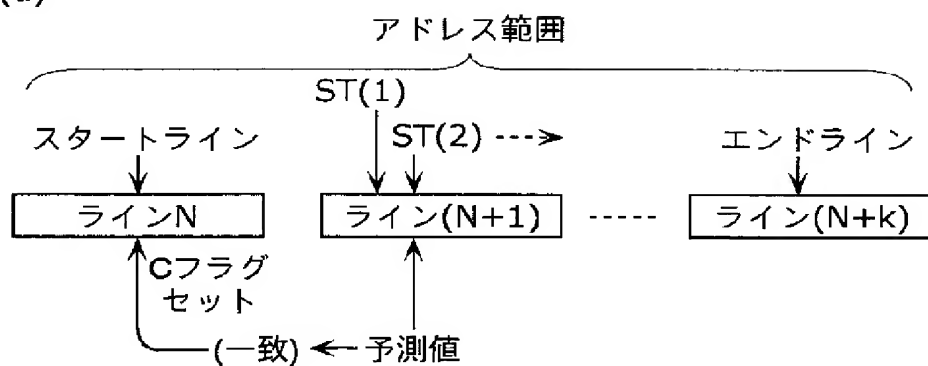 アドレス範囲
ST(1)
スタートライン
ST(2)
エンドライン
ラインN
ライン(N+1)
ライン(N+k)
Cフラグ
セット
(一致)
予測値